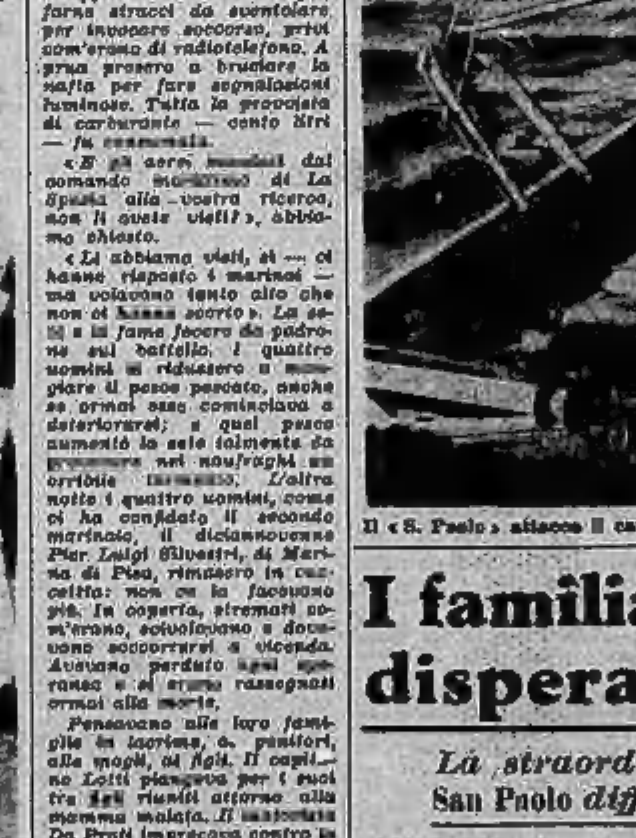 farne stracci da sventolare
per invocare soccorso, privi
com'erano di radiotelefono. A
prua presero a bruciare la
nafta per fare segnalazioni
luminose. Tutta la provvista
di carburante — cento litri
— fu
« E gli aerei dal
comando di La
Spezia alla vostra ricerca,
non li avete visti? », abbia-
mo chiesto.
« Li abbiamo visti, sì — ci
hanno risposto i marinai —
ma volavano tanto alto che
non ci hanno scorto ». La se-
te e la fame fecero da padro-
ne sul battello. I quattro
uomini si ridussero a man-
giare il pesce pescato, anche
se ormai esso cominciava a
deteriorarsi; e quel pesce
aumentò la sete talmente da
nei naufraghi un
orribile L'altra
notte i quattro uomini, come
ci ha confidato il secondo
marinaio, il diciannovenne
Pier Luigi Silvestri, di Mari-
na di Pisa, rimasero in cuc-
cetta: non ce la facevano
più. In coperta, stremati co-
m'erano, scivolavano e dove-
vano soccorrersi a vicenda.
Avevano perduto ogni spe-
ranza e si erano rassegnati
ormai alla morte.
Pensavano alle loro fami-
glie in lacrime, ai genitori,
alle mogli, ai figli. Il capita-
no Lotti piangeva per i suoi
tre figli riuniti attorno alla
mamma malata. Il
Da Prati imprecava contro la
Il « S. Paolo » attacca il ca
I familia
dispera
La straord
San Paolo diff